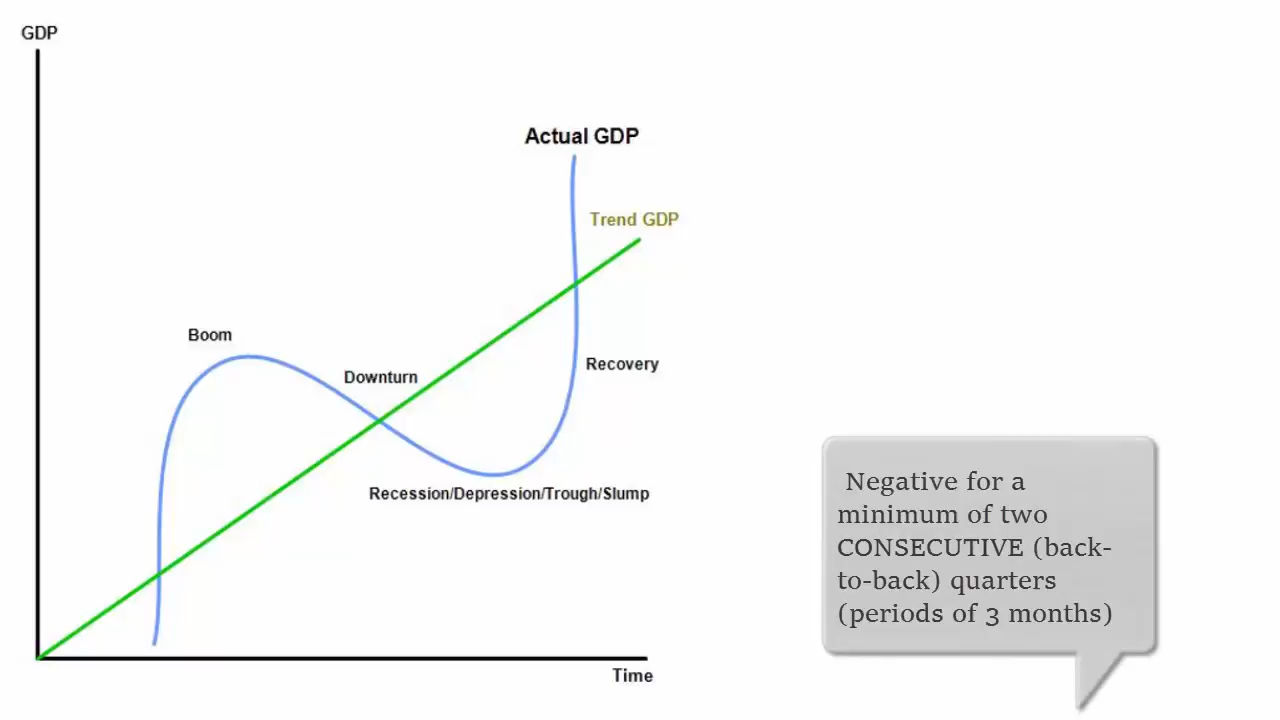 GDP
Actual GDP
Trend GDP
Boom
Recovery
Downturn
Recession/Depression/Trough/Slump
Negative for a
minimum of two
CONSECUTIVE (back-
to-back) quarters
(periods of 3 months)
Time